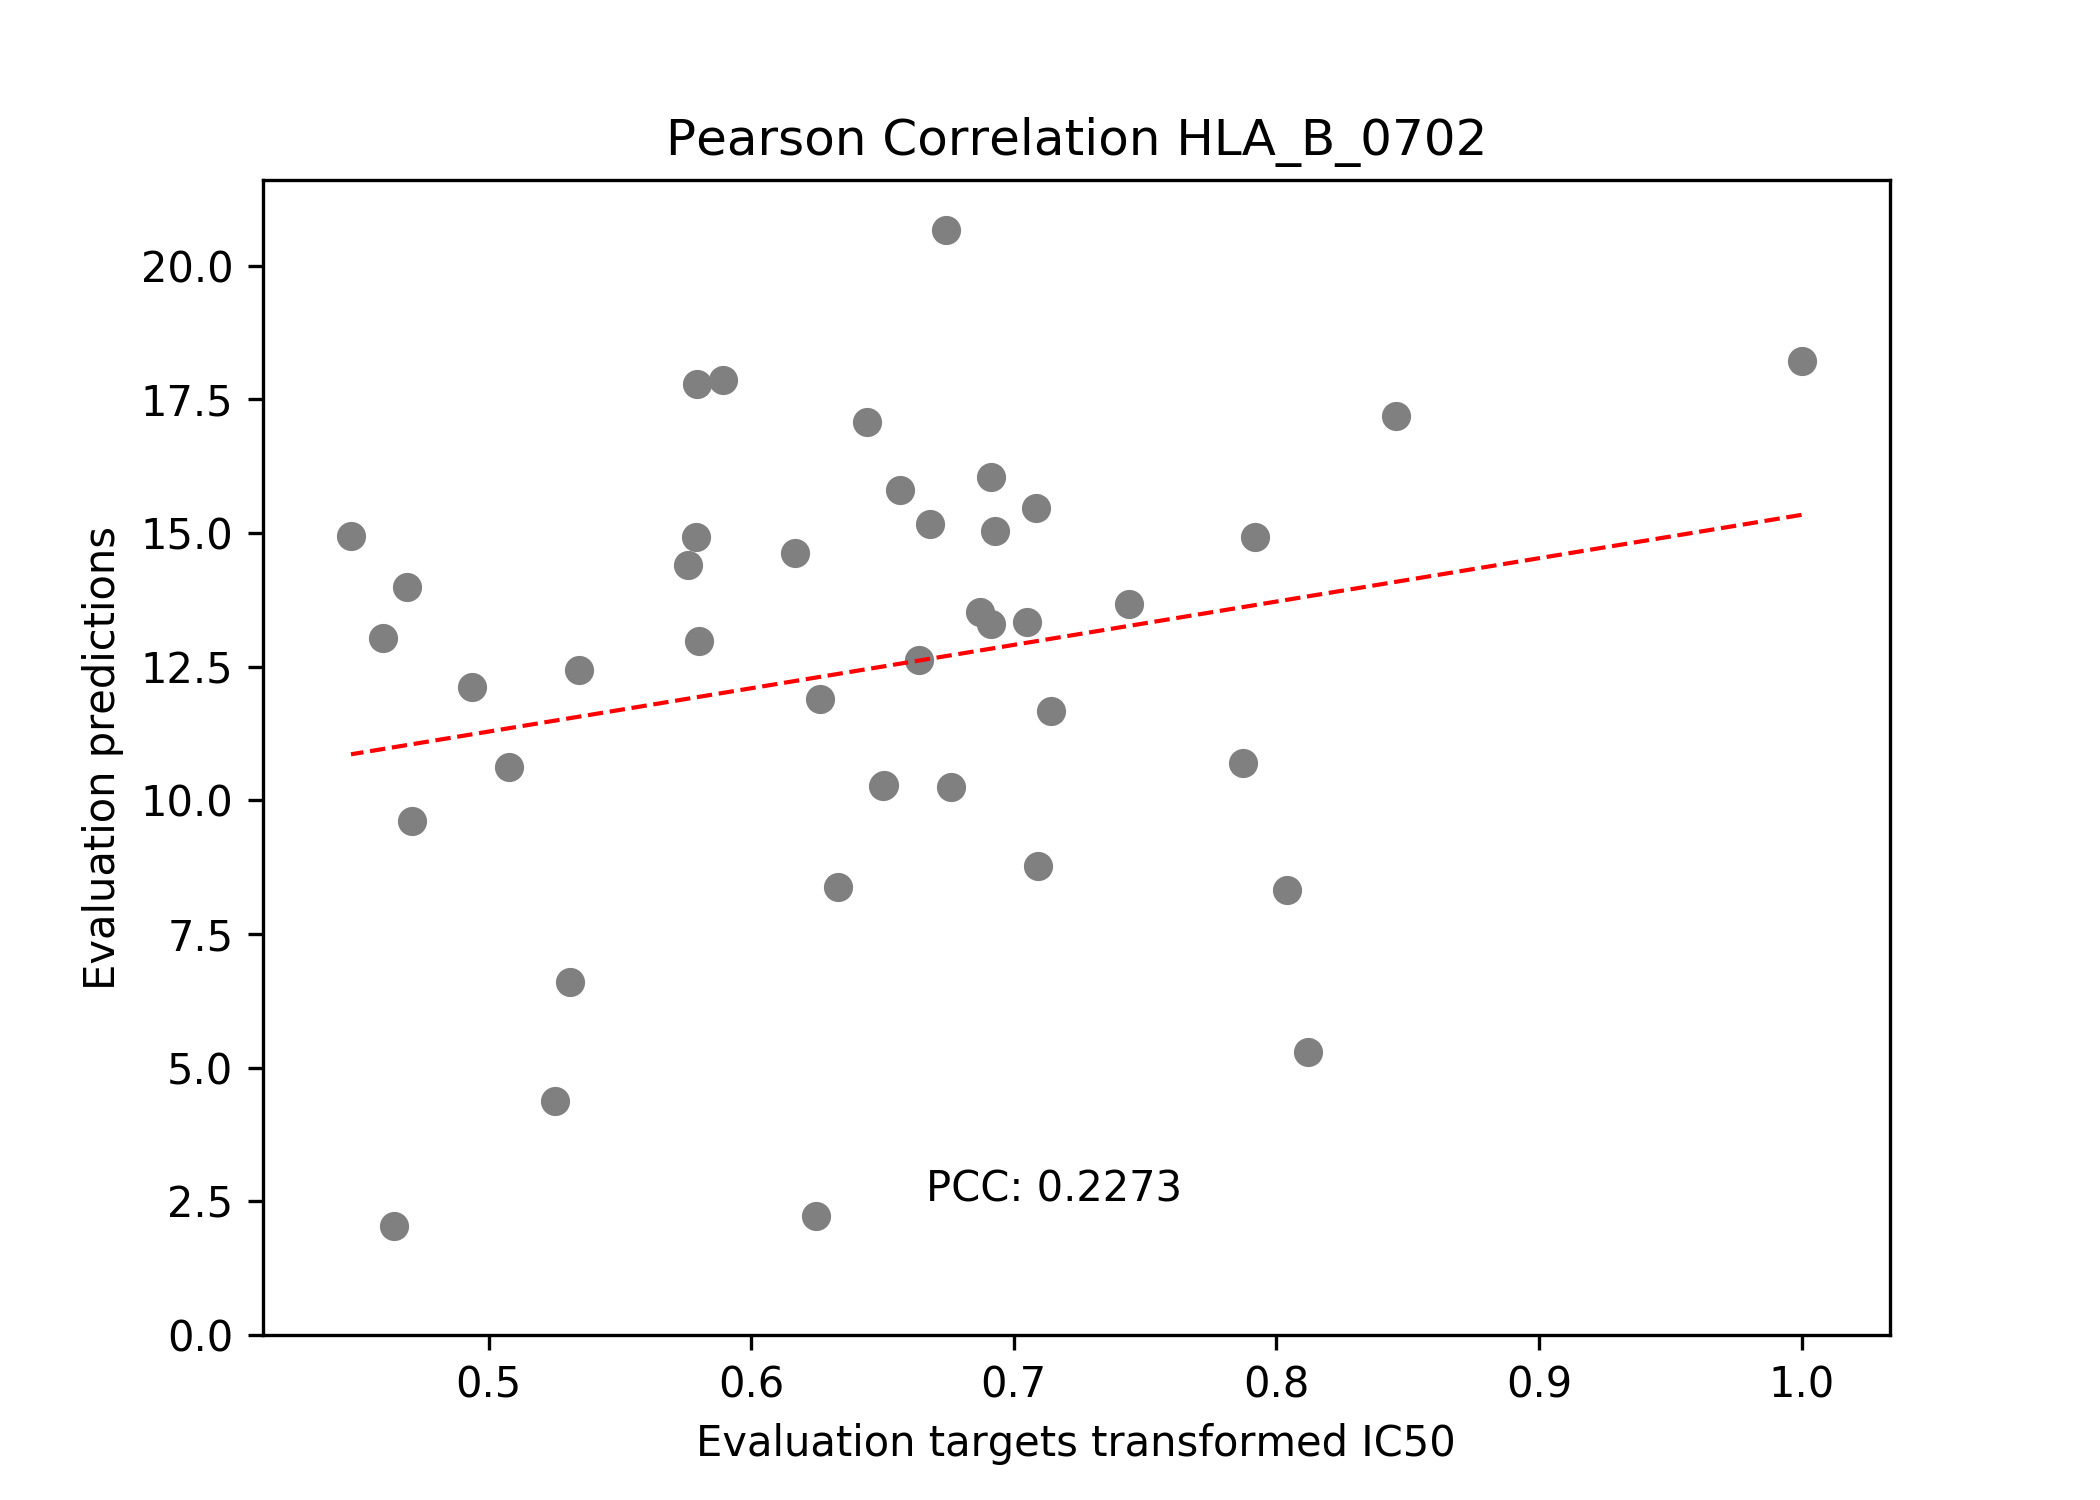 Pearson Correlation HLA_B_0702
20.0
17.5
15.0
12.5
10.0
7.5
5.0
2.5
0.0
Evaluation predictions
PCC: 0.2273
0.5 0.6 0.7 0.8 0.9 1.0
Evaluation targets transformed IC50